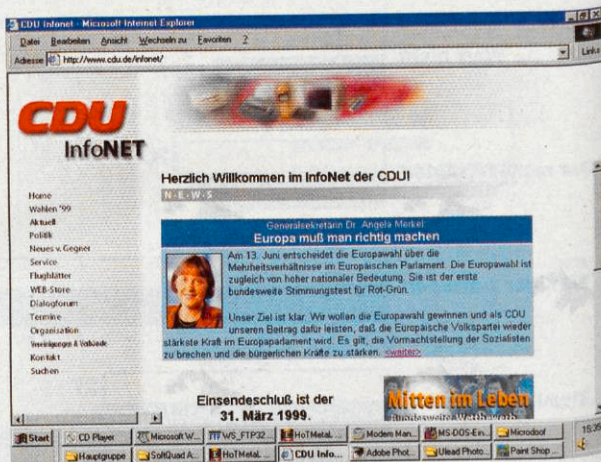 CDU Infonet - Microsoft Internet Explorer
Datei Bearbeiten Ansicht Wechseln zu Favoriten ?
Adresse http://www.cdu.de/infonet/
Links
CDU
InfoNET
Herzlich Willkommen im InfoNet der CDU!
N-E-W-S
Home
Wahlen '99
Aktuell
Politik
Neues v. Gegner
Service
Flugblätter
WEB-Store
Dialogforum
Termine
Organisation
Vereinigungen & Verbände
Kontakt
Suchen
Generalsekretärin Dr. Angela Merkel:
Europa muß man richtig machen
Am 13. Juni entscheidet die Europawahl über die
Mehrheitsverhältnisse im Europäischen Parlament. Die Europawahl ist
zugleich von hoher nationaler Bedeutung. Sie ist der erste
bundesweite Stimmungstest für Rot-Grün.
Unser Ziel ist klar: Wir wollen die Europawahl gewinnen und als CDU
unseren Beitrag dafür leisten, daß die Europäische Volkspartei wieder
stärkste Kraft im Europaparlament wird. Es gilt, die Vormachtstellung der Sozialisten
zu brechen und die bürgerlichen Kräfte zu stärken. <weiter>
Einsendeschluß ist der
31. März 1999.
Mitten im Leben
Bundesweiter Wettbewerb
Start CD Player Microsoft W... WS_FTP32 HoTMetaL ... Modem Man... MS-DOS-Ein... Microdoof 15:35
Hauptgruppe SoftQuad A... HoTMetaL ... CDU Info... Adobe Phot... Ulead Photo... Paint Shop ...